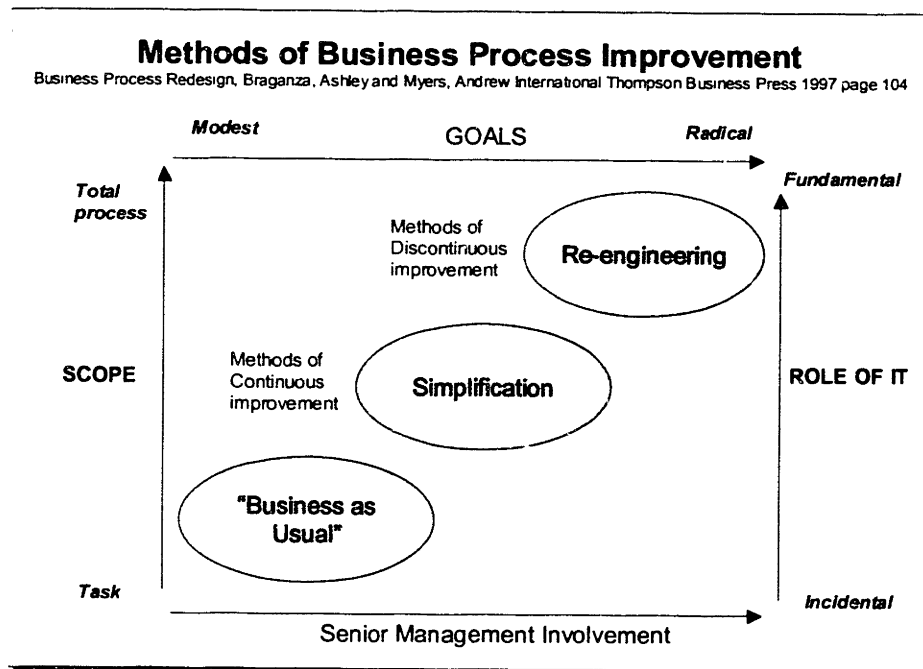 Methods of Business Process Improvement
Business Process Redesign, Braganza, Ashley and Myers, Andrew International Thompson Business Press 1997 page 104
Modest
GOALS
Radical
Total
process
Fundamental
Methods of
Discontinuous
improvement
Re-engineering
SCOPE
Methods of
Continuous
improvement
Simplification
ROLE OF IT
"Business as
Usual"
Task
Incidental
Senior Management Involvement